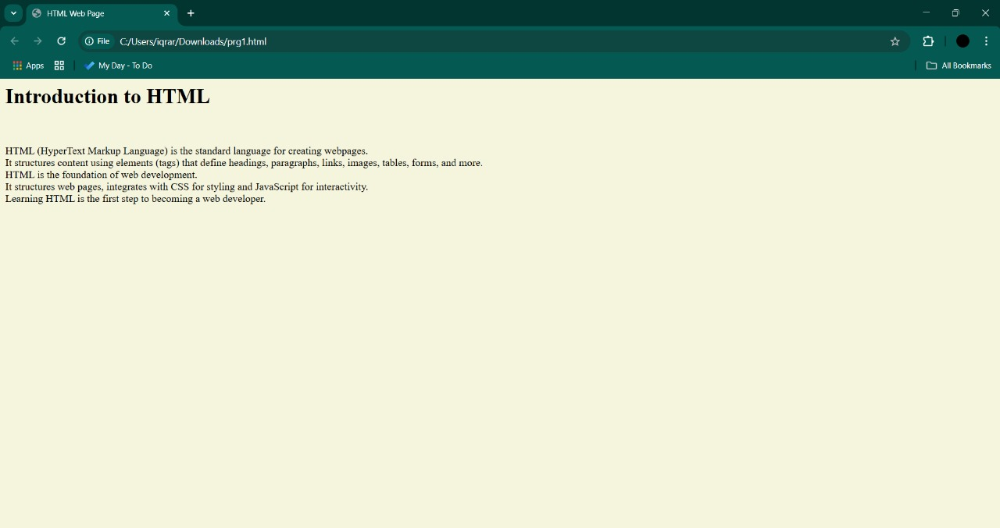 HTML Web Page
File C:/Users/iqrar/Downloads/prg1.html
Apps My Day - To Do All Bookmarks
Introduction to HTML
HTML (HyperText Markup Language) is the standard language for creating webpages.
It structures content using elements (tags) that define headings, paragraphs, links, images, tables, forms, and more.
HTML is the foundation of web development.
It structures web pages, integrates with CSS for styling and JavaScript for interactivity.
Learning HTML is the first step to becoming a web developer.